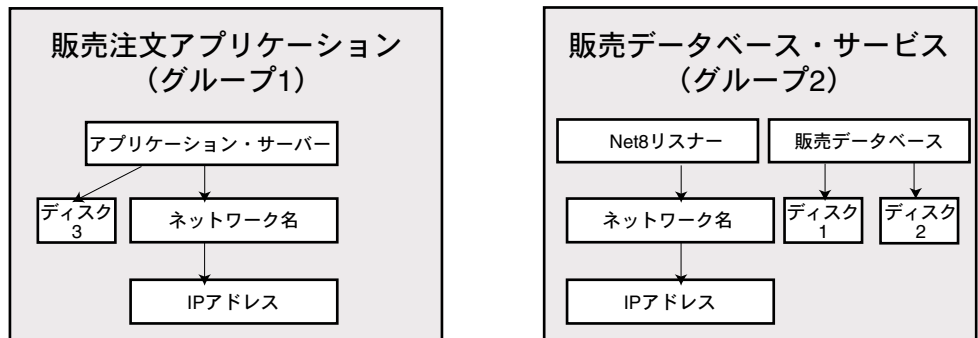 販売注文アプリケーション
（グループ1）
アプリケーション・サーバー
ディスク
3
ネットワーク名
IPアドレス
販売データベース・サービス
（グループ2）
Net8リスナー
販売データベース
ネットワーク名
ディスク
1
ディスク
2
IPアドレス